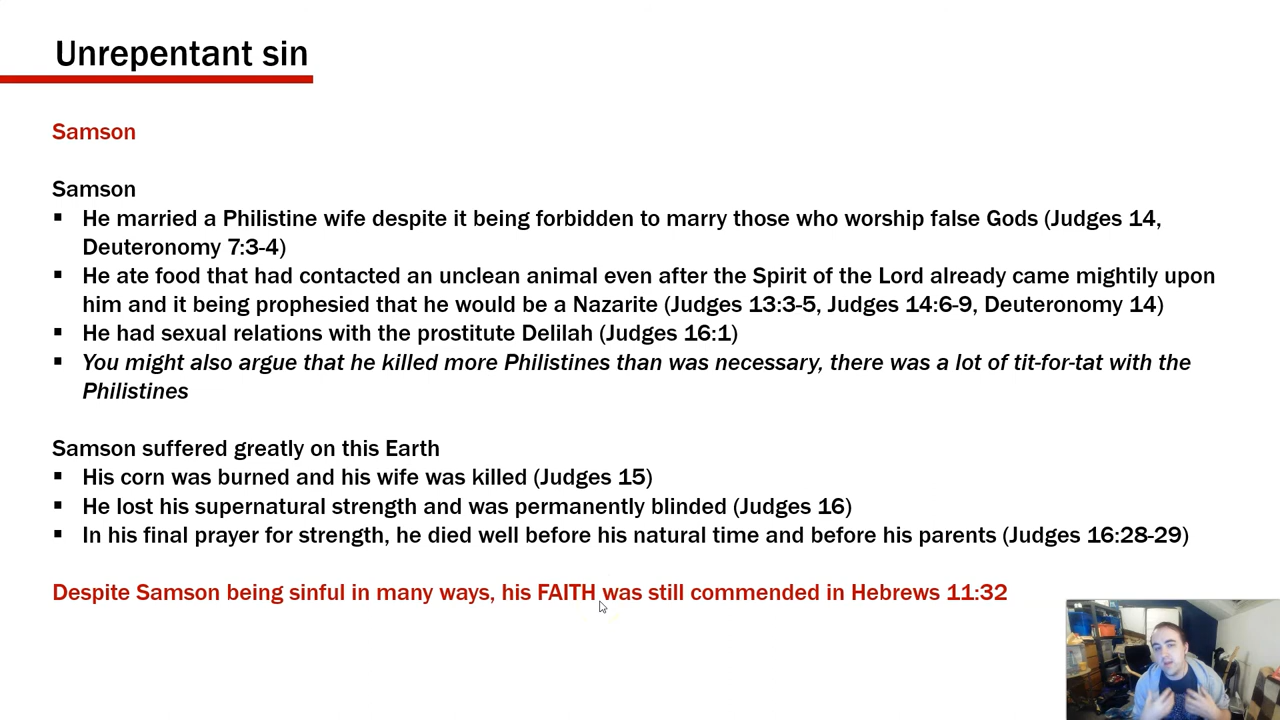 Unrepentant sin
Samson
Samson
▪ He married a Philistine wife despite it being forbidden to marry those who worship false Gods (Judges 14,
Deuteronomy 7:3-4)
▪ He ate food that had contacted an unclean animal even after the Spirit of the Lord already came mightily upon
him and it being prophesied that he would be a Nazarite (Judges 13:3-5, Judges 14:6-9, Deuteronomy 14)
▪ He had sexual relations with the prostitute Delilah (Judges 16:1)
▪ You might also argue that he killed more Philistines than was necessary, there was a lot of tit-for-tat with the
Philistines
Samson suffered greatly on this Earth
▪ His corn was burned and his wife was killed (Judges 15)
▪ He lost his supernatural strength and was permanently blinded (Judges 16)
▪ In his final prayer for strength, he died well before his natural time and before his parents (Judges 16:28-29)
Despite Samson being sinful in many ways, his FAITH was still commended in Hebrews 11:32